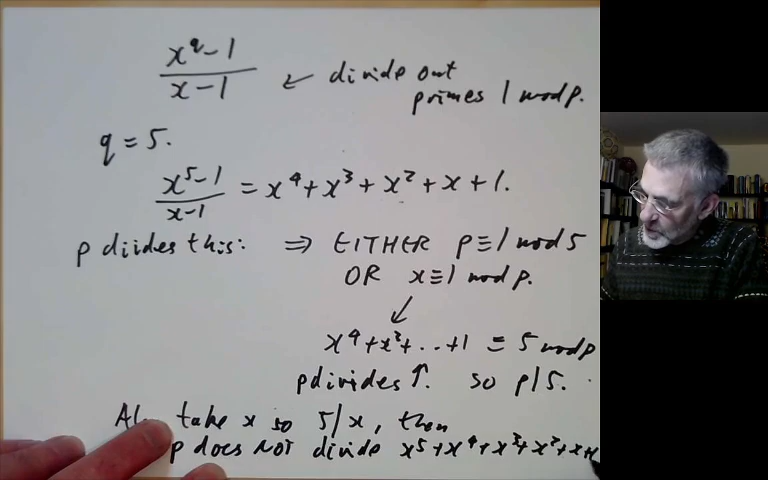 x^q - 1 / x - 1 ← divide out
primes 1 mod p.
q = 5.
x^5 - 1 / x - 1 = x^4 + x^3 + x^2 + x + 1.
p divides this: ⇒ EITHER p ≡ 1 mod 5
OR x ≡ 1 mod p.
↙
x^4 + x^3 + .. + 1 ≡ 5 mod p
p divides ↑. so p | 5.
take x so 5 | x, then
p does not divide x^5 + x^4 + x^3 + x^2 + x +